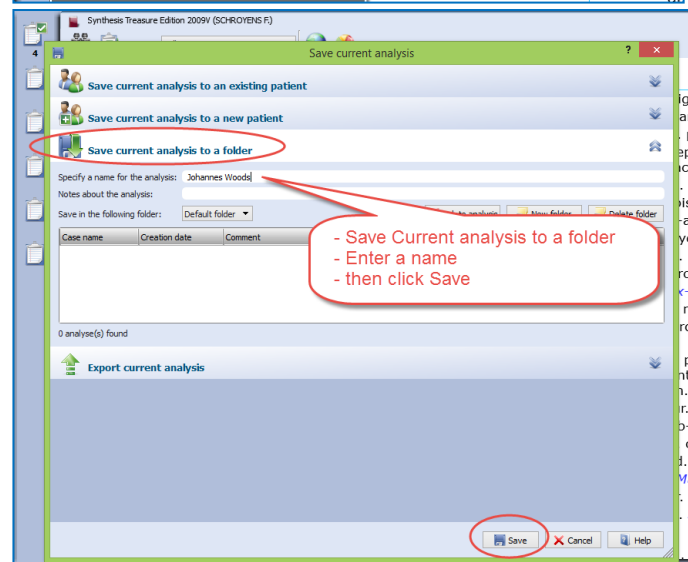 Synthesis Treasure Edition 2009V (SCHROYENS F.)
4
Save current analysis
?
Save current analysis to an existing patient
Save current analysis to a new patient
Save current analysis to a folder
Specify a name for the analysis: Johannes Woods
Notes about the analysis:
Save in the following folder: Default folder
New folder Delete folder
Case name Creation date Comment
- Save Current analysis to a folder
- Enter a name
- then click Save
0 analyse(s) found
Export current analysis
Save Cancel Help